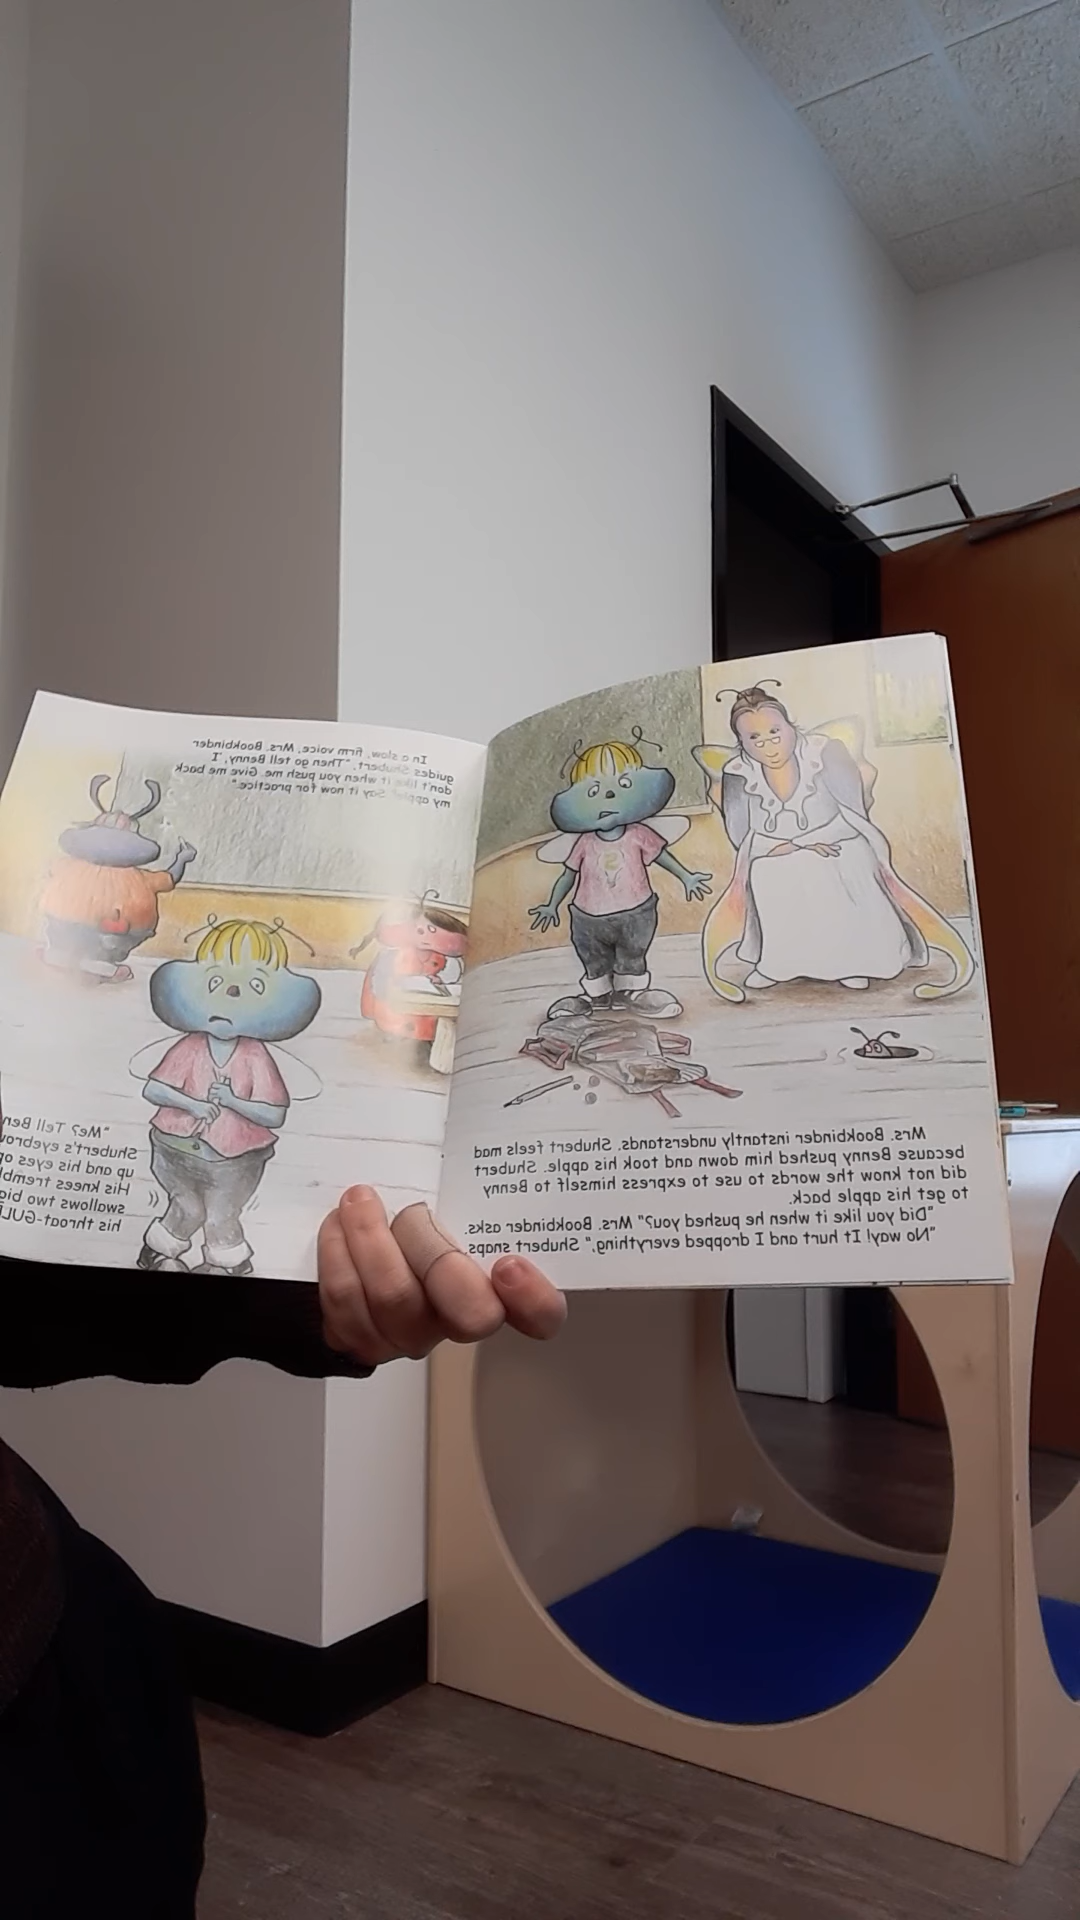 Mrs. Bookbinder instantly understands, Shubert feels mad
because Benny pushed him down and took his apple. Shubert
did not know the words to use to express himself to Benny
to get his apple back.
"Did you like it when he pushed you?" Mrs. Bookbinder asks.
"No way! It hurt and I dropped everything," Shubert snaps.
In a slow, firm voice, Mrs. Bookbinder
guides Shubert, "Then go tell Benny, 'I
don't like it when you push me. Give me back
my apple.' Say it now for practice."
"Me? Tell Ben
Shubert's eyebrow
up and his eyes op
His knees trembl
swallows two big
his throat-GUL